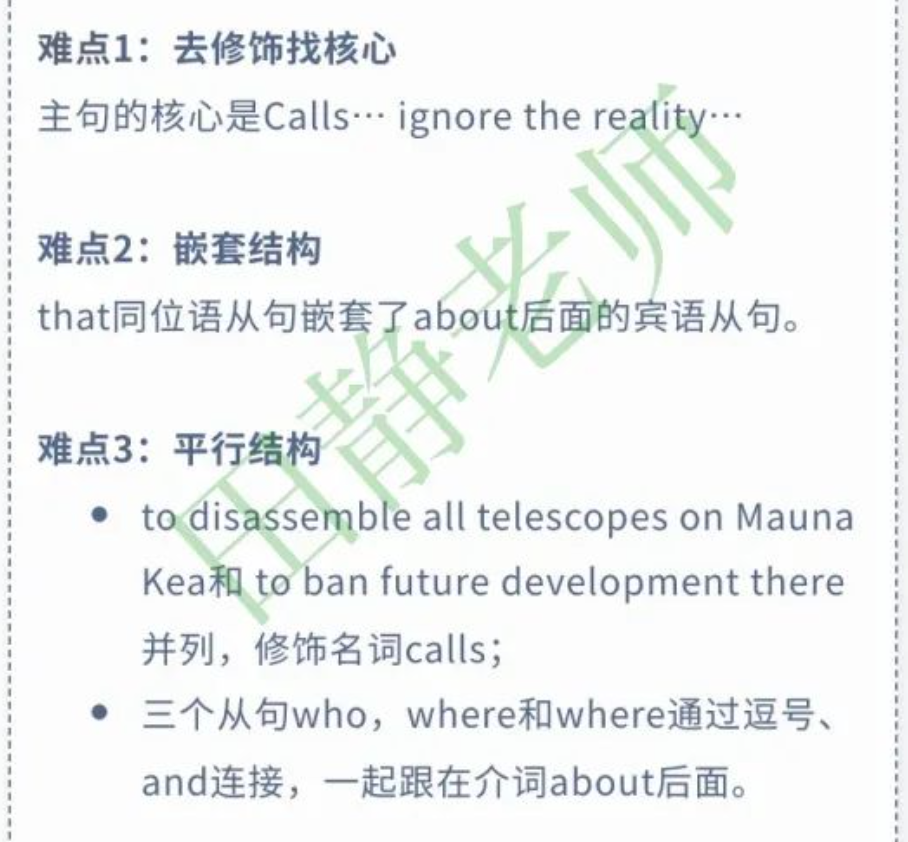 难点1：去修饰找核心
主句的核心是Calls… ignore the reality…
难点2：嵌套结构
that同位语从句嵌套了about后面的宾语从句。
难点3：平行结构
● to disassemble all telescopes on Mauna
Kea和 to ban future development there
并列，修饰名词calls；
● 三个从句who，where和where通过逗号、
and连接，一起跟在介词about后面。
田静老师